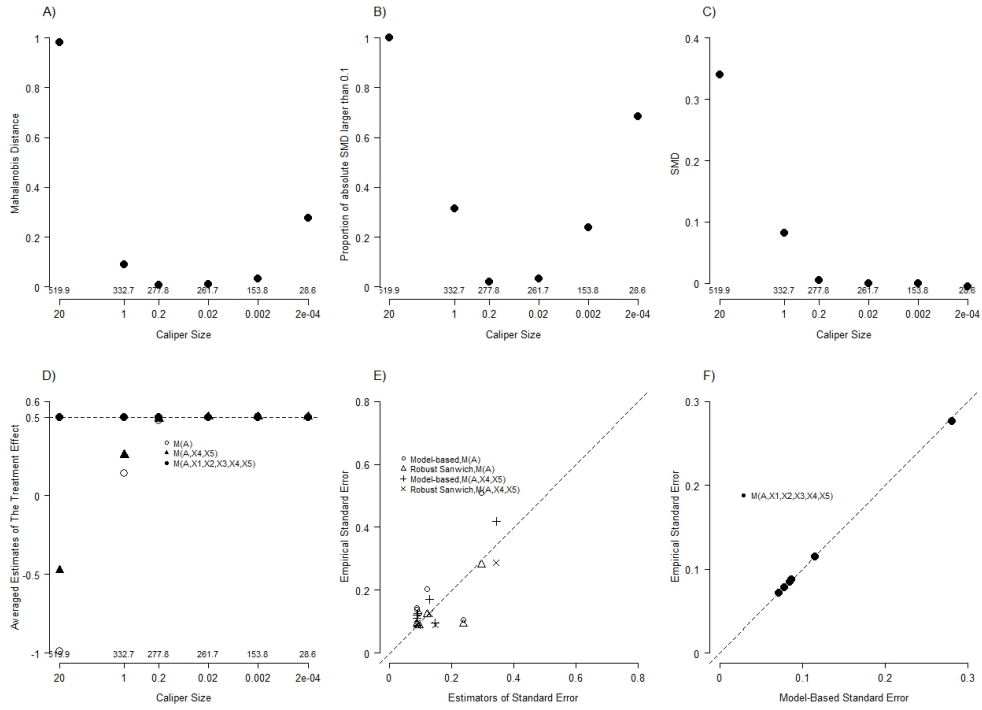 A)
Mahalanobis Distance
1
0.8
0.6
0.4
0.2
0
519.9 332.7 277.8 261.7 153.8 28.6
20 1 0.2 0.02 0.002 2e-04
Caliper Size
B)
Proportion of absolute SMD larger than 0.1
1
0.8
0.6
0.4
0.2
0
519.9 332.7 277.8 261.7 153.8 28.6
20 1 0.2 0.02 0.002 2e-04
Caliper Size
C)
SMD
0.4
0.3
0.2
0.1
0
519.9 332.7 277.8 261.7 153.8 28.6
20 1 0.2 0.02 0.002 2e-04
Caliper Size
D)
Averaged Estimates of The Treatment Effect
0.6
0.5
0
-0.5
-1
M(A)
M(A,X4,X5)
M(A,X1,X2,X3,X4,X5)
519.9 332.7 277.8 261.7 153.8 28.6
20 1 0.2 0.02 0.002 2e-04
Caliper Size
E)
Empirical Standard Error
0.8
0.6
0.4
0.2
0
Model-based,M(A)
Robust Sanwich,M(A)
Model-based,M(A,X4,X5)
Robust Sanwich,M(A,X4,X5)
0 0.2 0.4 0.6 0.8
Estimators of Standard Error
F)
Empirical Standard Error
0.3
0.2
0.1
0
M(A,X1,X2,X3,X4,X5)
0 0.1 0.2 0.3
Model-Based Standard Error